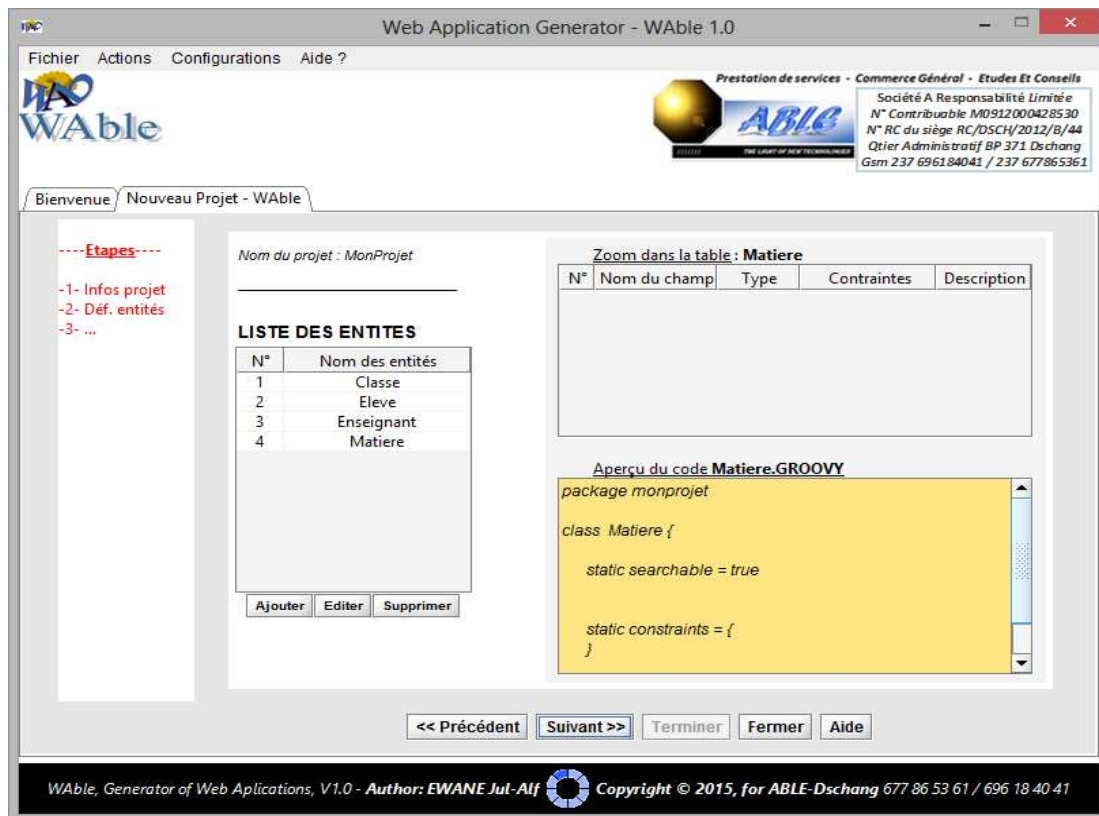 Web Application Generator - WAble 1.0
Fichier Actions Configurations Aide ?
WAO
WAble
Prestation de services - Commerce Général - Etudes Et Conseils
ABLE
THE LIGHT OF NEW TECHNOLOGIES
Société A Responsabilité Limitée
N° Contribuable M0912000428530
N° RC du siège RC/DSCH/2012/B/44
Qtier Administratif BP 371 Dschang
Gsm 237 696184041 / 237 677865361
Bienvenue Nouveau Projet - WAble
----Etapes----
-1- Infos projet
-2- Déf. entités
-3- ...
Nom du projet : MonProjet
LISTE DES ENTITES
N° Nom des entités
1 Classe
2 Eleve
3 Enseignant
4 Matiere
Ajouter Editer Supprimer
Zoom dans la table : Matiere
N° Nom du champ Type Contraintes Description
Aperçu du code Matiere.GROOVY
package monprojet
class Matiere {
static searchable = true
static constraints = {
}
<< Précédent Suivant >> Terminer Fermer Aide
WAble, Generator of Web Aplications, V1.0 - Author: EWANE Jul-Alf Copyright © 2015, for ABLE-Dschang 677 86 53 61 / 696 18 40 41